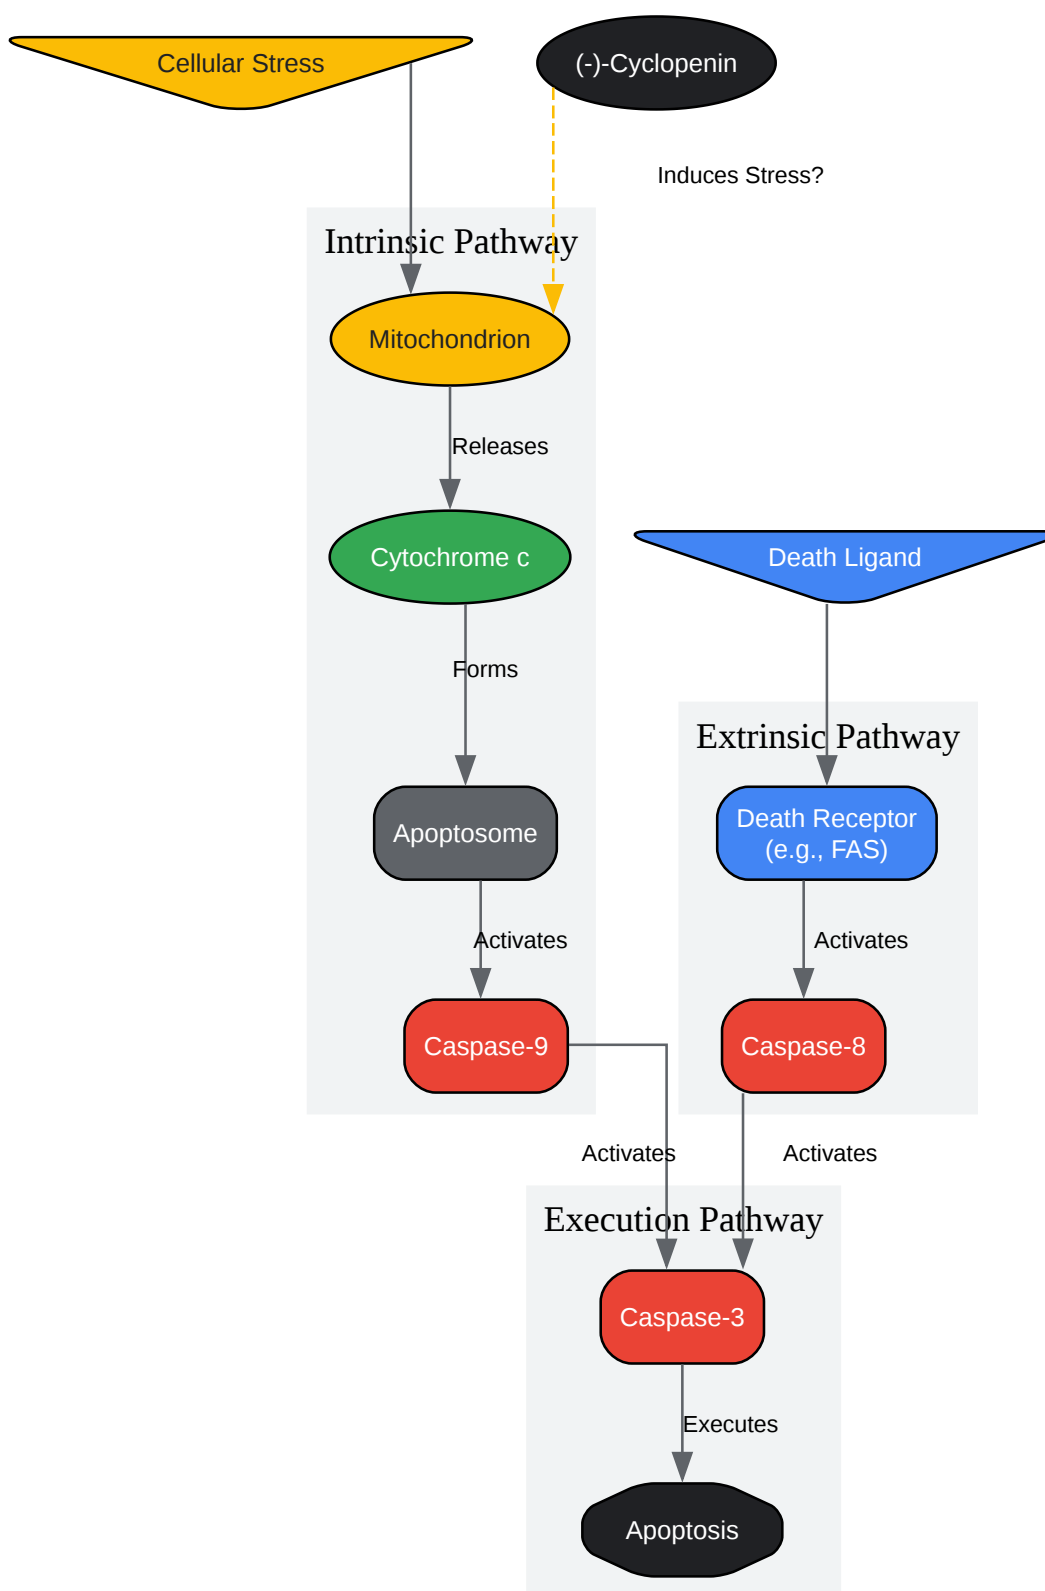 Cellular Stress
(-)-Cyclopenin
Induces Stress?
Intrinsic Pathway
Mitochondrion
Releases
Cytochrome c
Death Ligand
Forms
Extrinsic Pathway
Apoptosome
Death Receptor
(e.g., FAS)
Activates
Activates
Caspase-9
Caspase-8
Activates
Activates
Execution Pathway
Caspase-3
Executes
Apoptosis